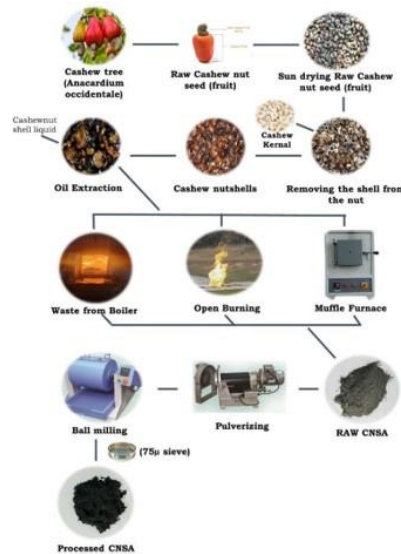 Cashew tree
(Anacardium
occidentale)
Raw Cashew nut
seed (fruit)
Sun drying Raw Cashew
nut seed (fruit)
Cashewnut
shell liquid
Cashew
Kernal
Oil Extraction
Cashew nutshells
Removing the shell from
the nut
Waste from Boiler
Open Burning
Muffle Furnace
Ball milling
Pulverizing
RAW CNSA
(75μ sieve)
Processed CNSA